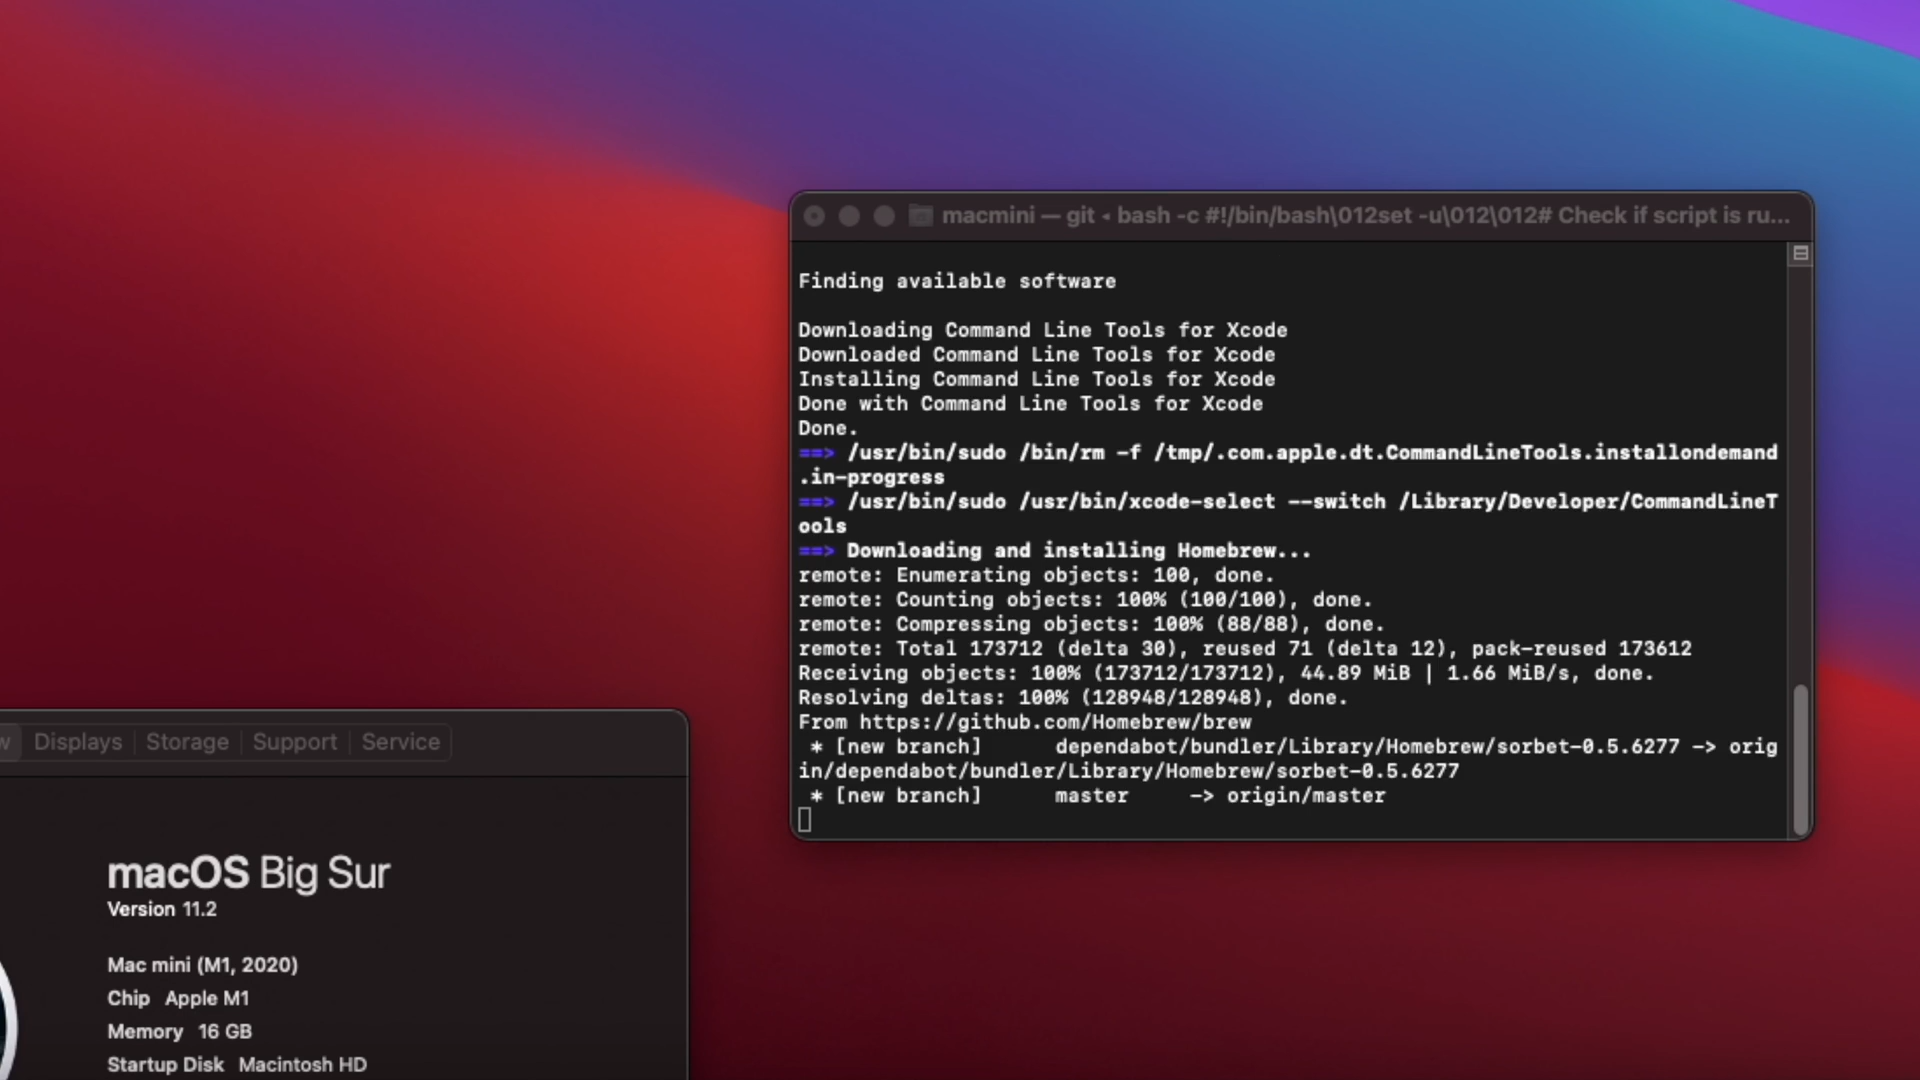 macmini — git ◂ bash -c #!/bin/bash\012set -u\012\012# Check if script is ru...
Finding available software
Downloading Command Line Tools for Xcode
Downloaded Command Line Tools for Xcode
Installing Command Line Tools for Xcode
Done with Command Line Tools for Xcode
Done.
==> /usr/bin/sudo /bin/rm -f /tmp/.com.apple.dt.CommandLineTools.installondemand
.in-progress
==> /usr/bin/sudo /usr/bin/xcode-select --switch /Library/Developer/CommandLineT
ools
==> Downloading and installing Homebrew...
remote: Enumerating objects: 100, done.
remote: Counting objects: 100% (100/100), done.
remote: Compressing objects: 100% (88/88), done.
remote: Total 173712 (delta 30), reused 71 (delta 12), pack-reused 173612
Receiving objects: 100% (173712/173712), 44.89 MiB | 1.66 MiB/s, done.
Resolving deltas: 100% (128948/128948), done.
From https://github.com/Homebrew/brew
 * [new branch]      dependabot/bundler/Library/Homebrew/sorbet-0.5.6277 -> orig
in/dependabot/bundler/Library/Homebrew/sorbet-0.5.6277
 * [new branch]      master     -> origin/master
w Displays Storage Support Service
macOS Big Sur
Version 11.2
Mac mini (M1, 2020)
Chip Apple M1
Memory 16 GB
Startup Disk Macintosh HD